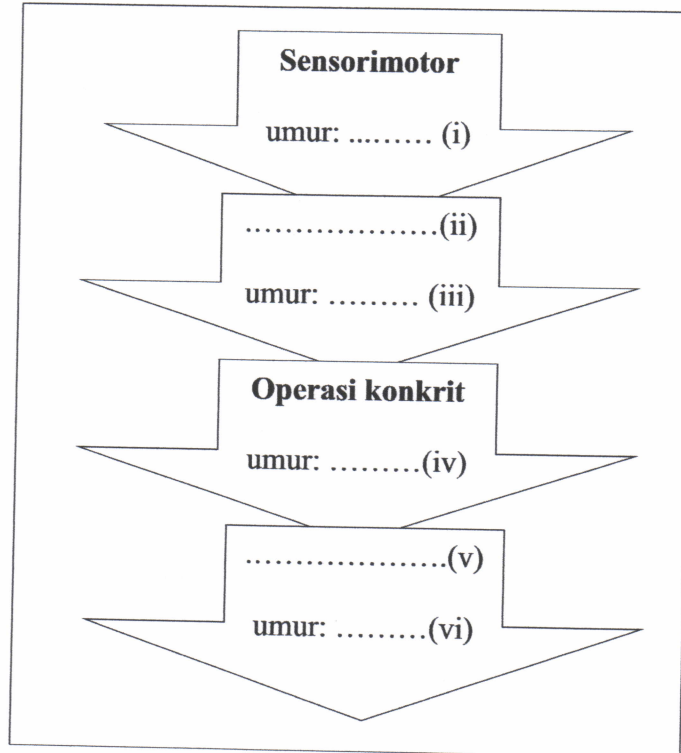 Sensorimotor
umur: ......... (i)
....................(ii)
umur: ......... (iii)
Operasi konkrit
umur: .........(iv)
.....................(v)
umur: .........(vi)